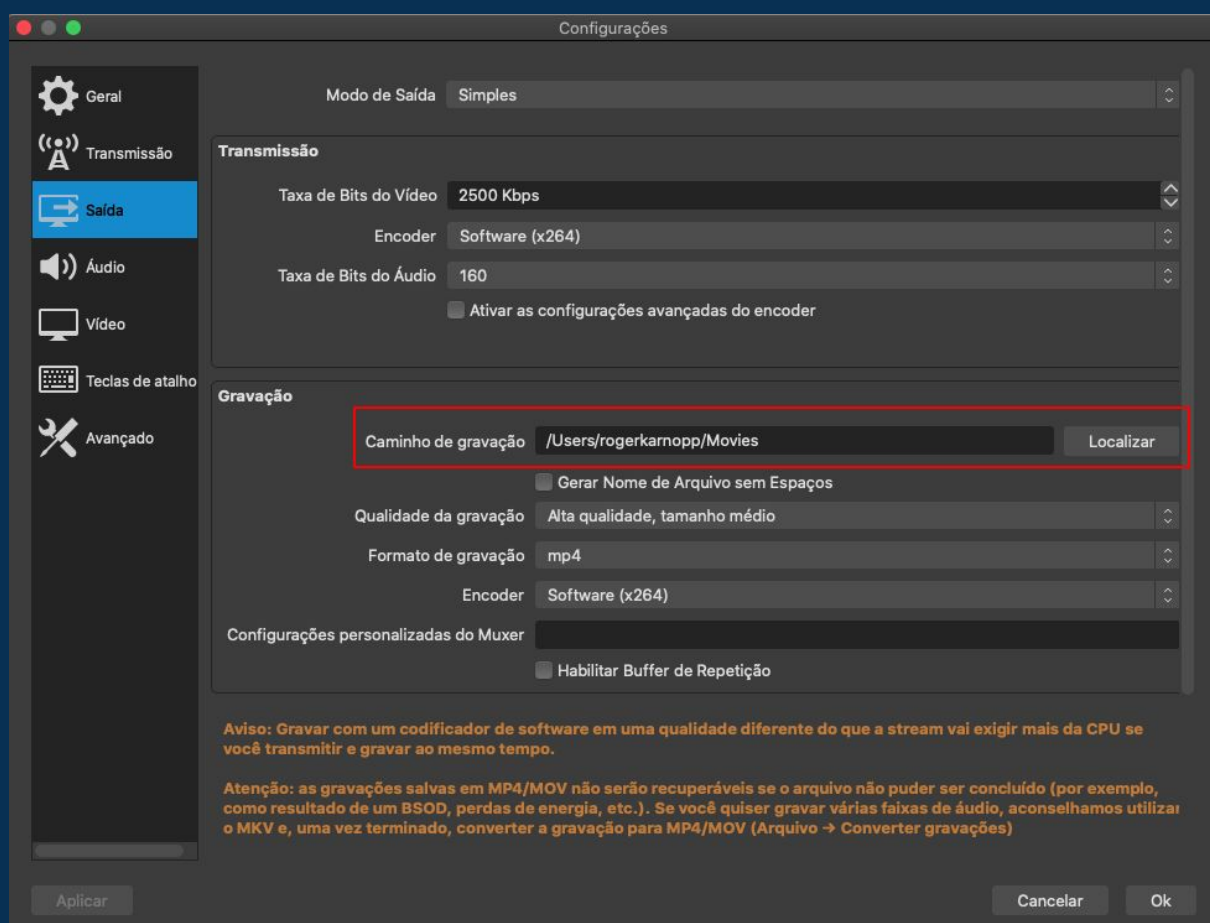 Configurações
Geral
Transmissão
Saída
Áudio
Vídeo
Teclas de atalho
Avançado
Modo de Saída Simples
Transmissão
Taxa de Bits do Vídeo 2500 Kbps
Encoder Software (x264)
Taxa de Bits do Áudio 160
Ativar as configurações avançadas do encoder
Gravação
Caminho de gravação /Users/rogerkarnopp/Movies Localizar
Gerar Nome de Arquivo sem Espaços
Qualidade da gravação Alta qualidade, tamanho médio
Formato de gravação mp4
Encoder Software (x264)
Configurações personalizadas do Muxer
Habilitar Buffer de Repetição
Aviso: Gravar com um codificador de software em uma qualidade diferente do que a stream vai exigir mais da CPU se
você transmitir e gravar ao mesmo tempo.
Atenção: as gravações salvas em MP4/MOV não serão recuperáveis se o arquivo não puder ser concluído (por exemplo,
como resultado de um BSOD, perdas de energia, etc.). Se você quiser gravar várias faixas de áudio, aconselhamos utilizar
o MKV e, uma vez terminado, converter a gravação para MP4/MOV (Arquivo → Converter gravações)
Aplicar Cancelar Ok